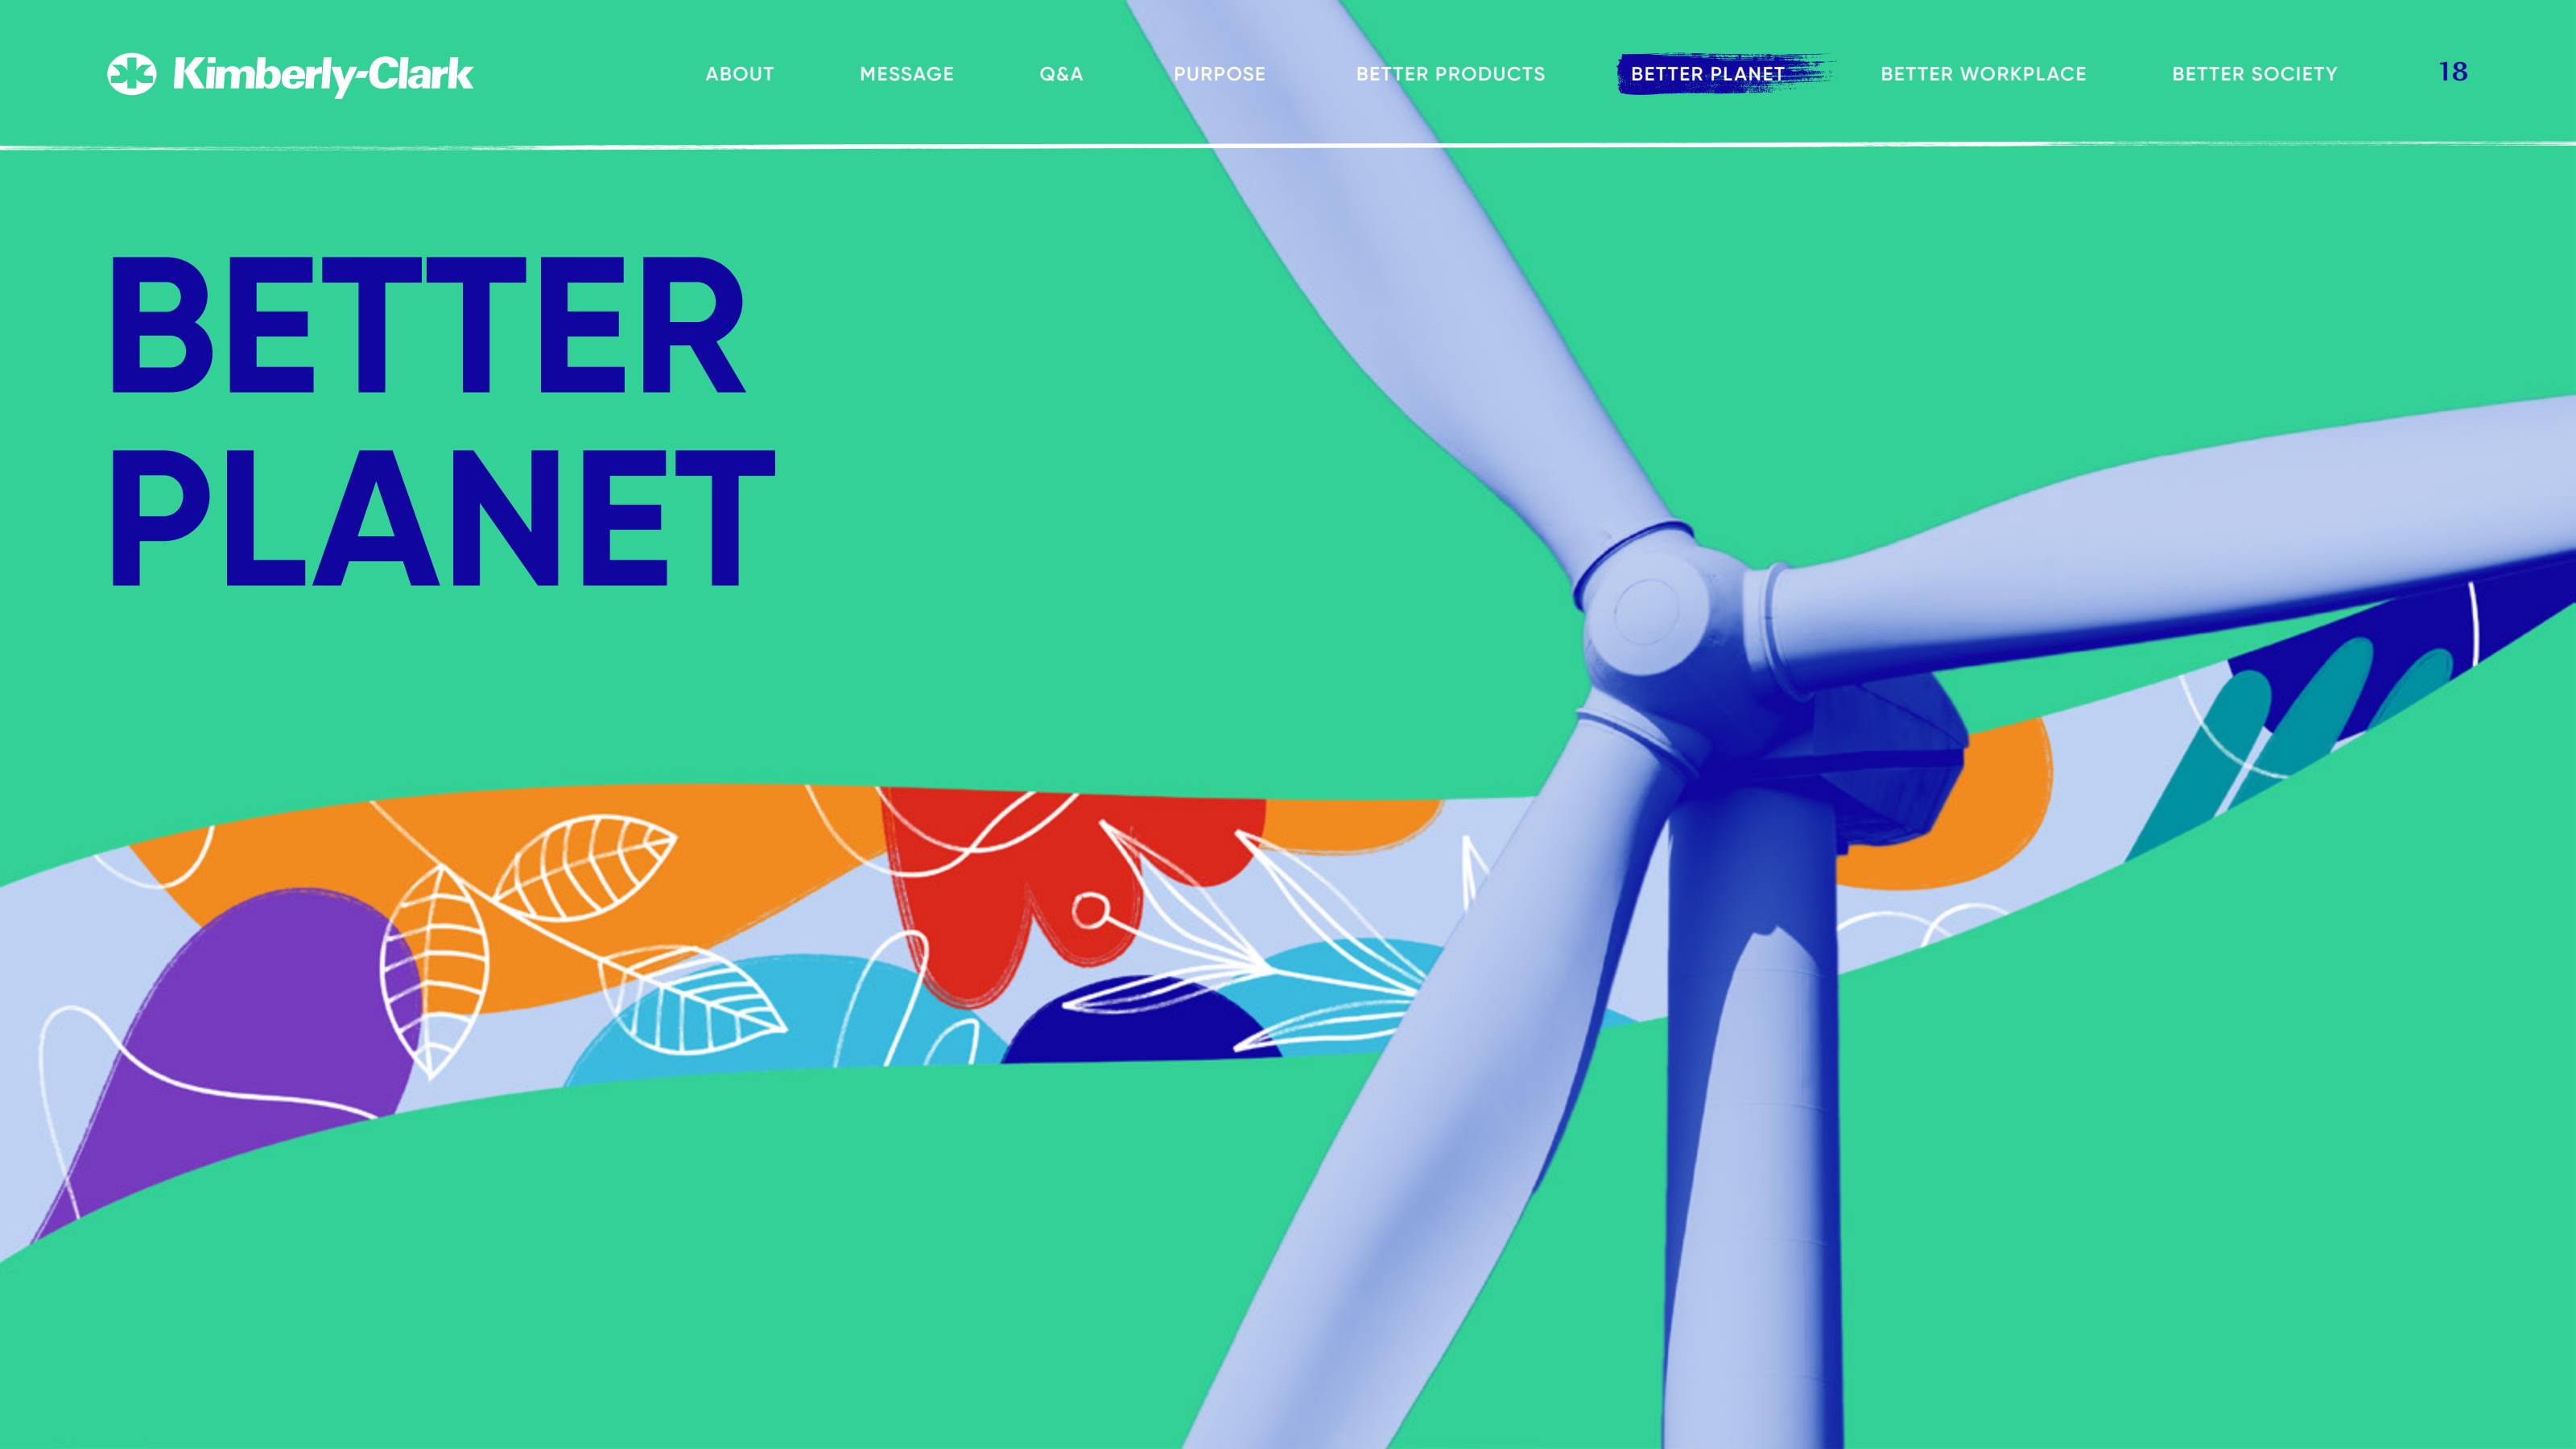 Kimberly-Clark
ABOUT MESSAGE Q&A PURPOSE BETTER PRODUCTS BETTER PLANET BETTER WORKPLACE BETTER SOCIETY 18
BETTER
PLANET